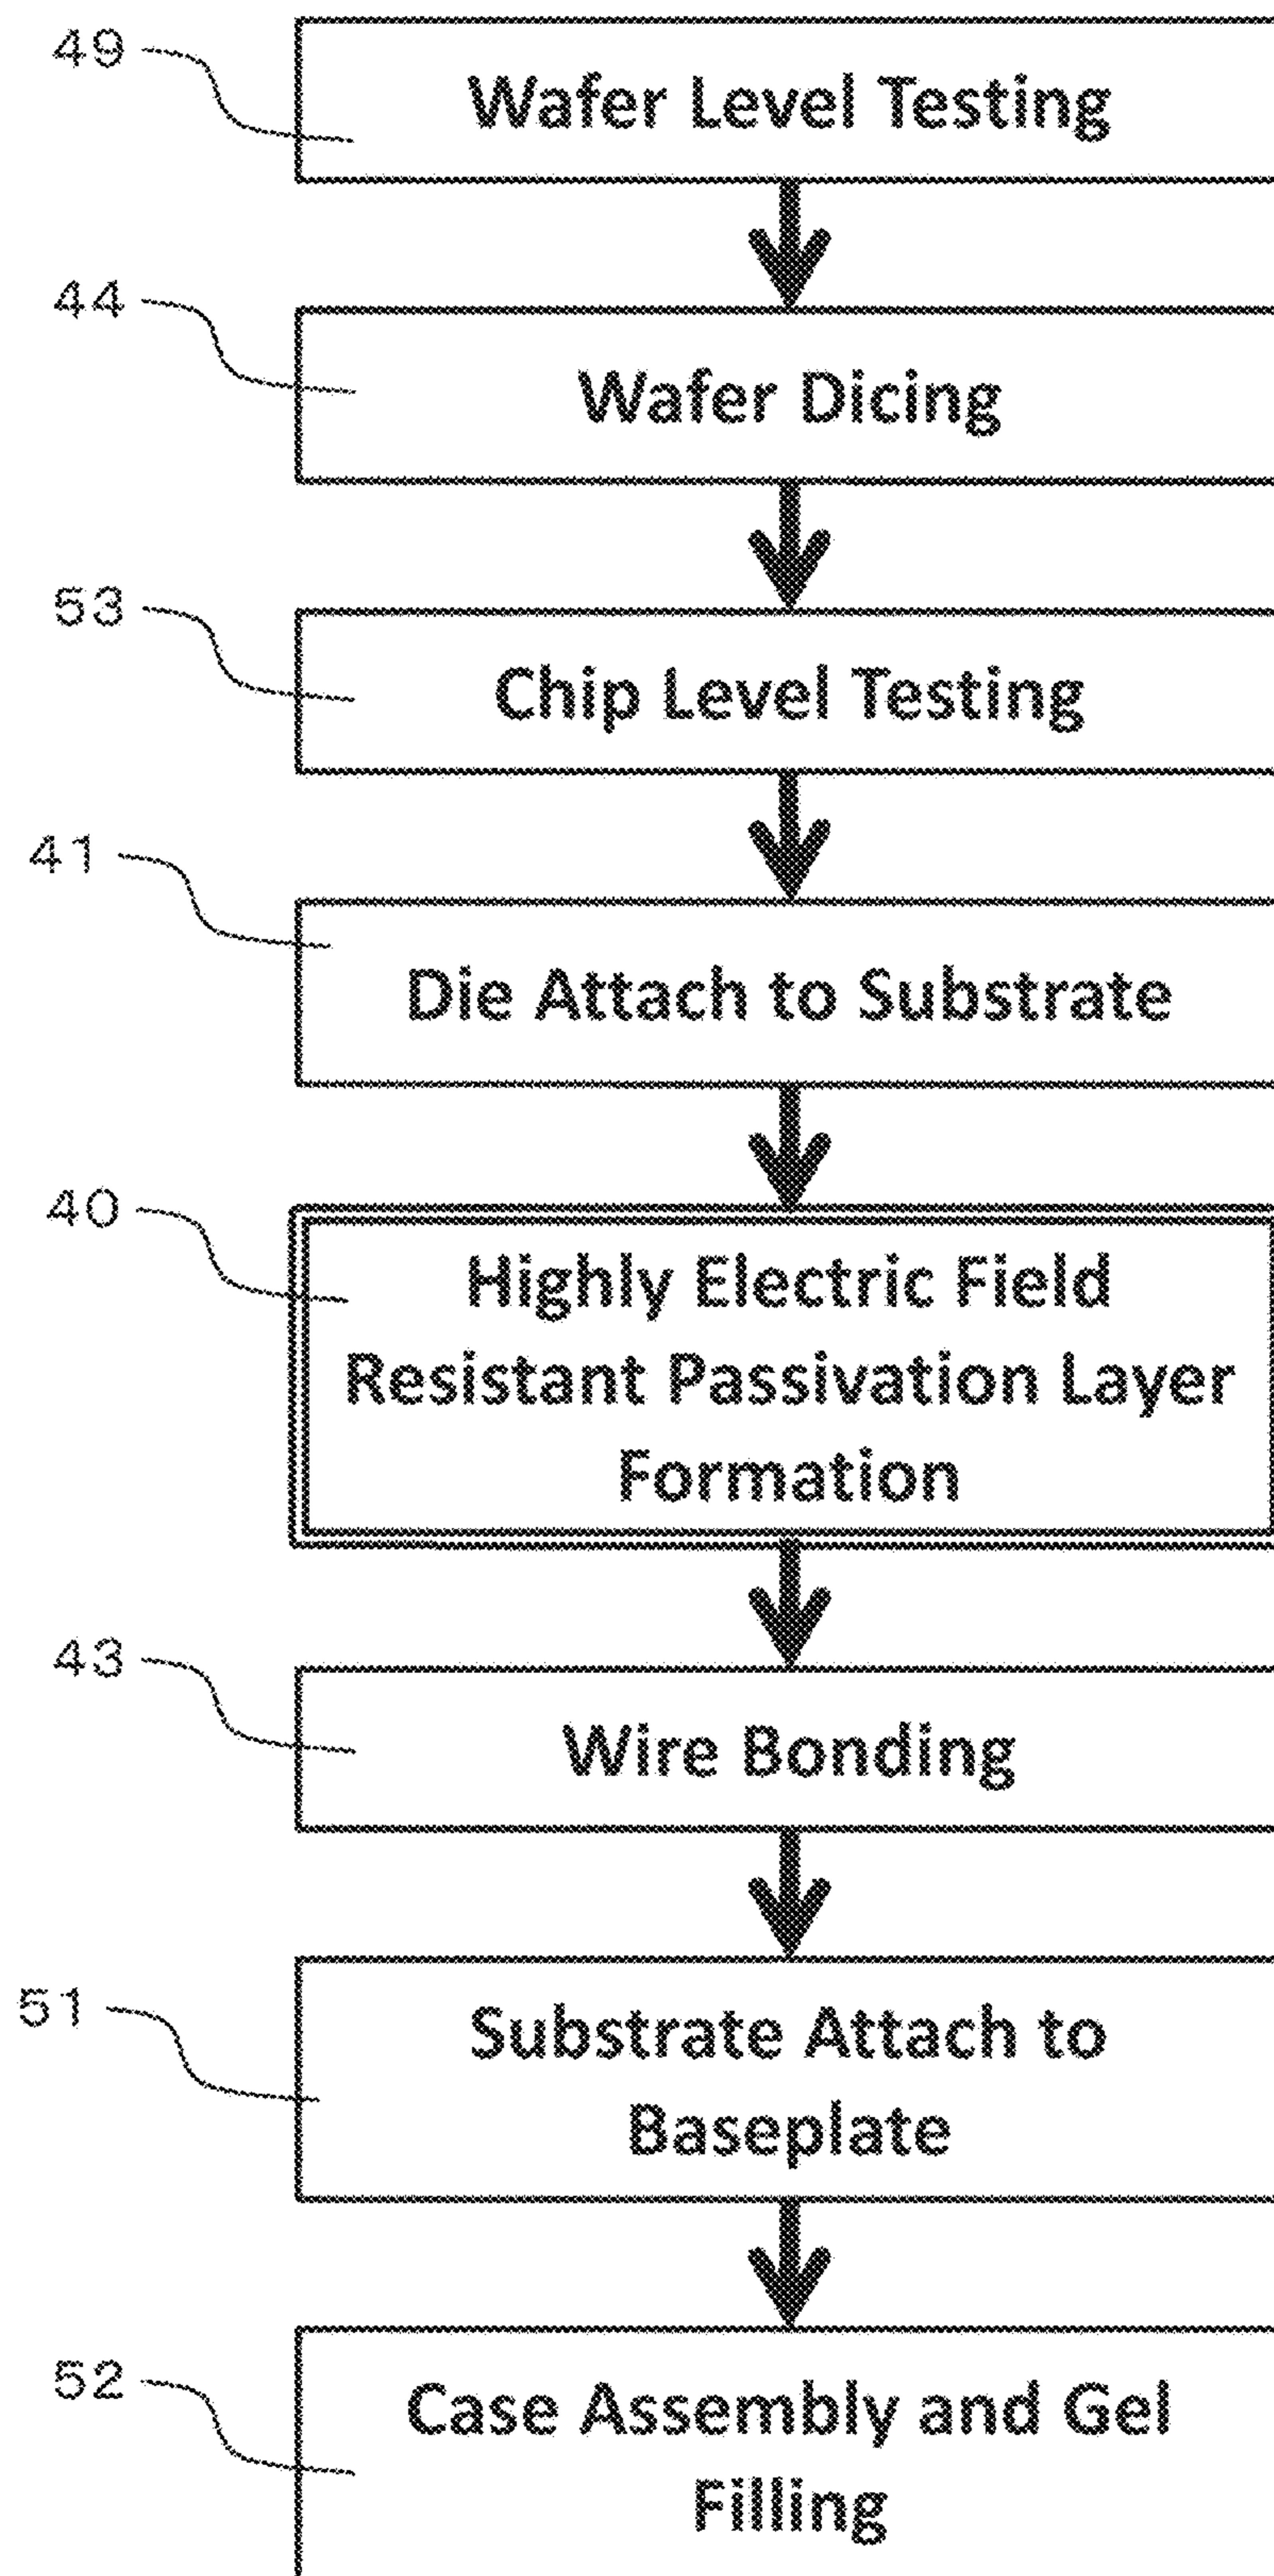 49
Wafer Level Testing
44
Wafer Dicing
53
Chip Level Testing
41
Die Attach to Substrate
40
Highly Electric Field
Resistant Passivation Layer
Formation
43
Wire Bonding
51
Substrate Attach to
Baseplate
52
Case Assembly and Gel
Filling